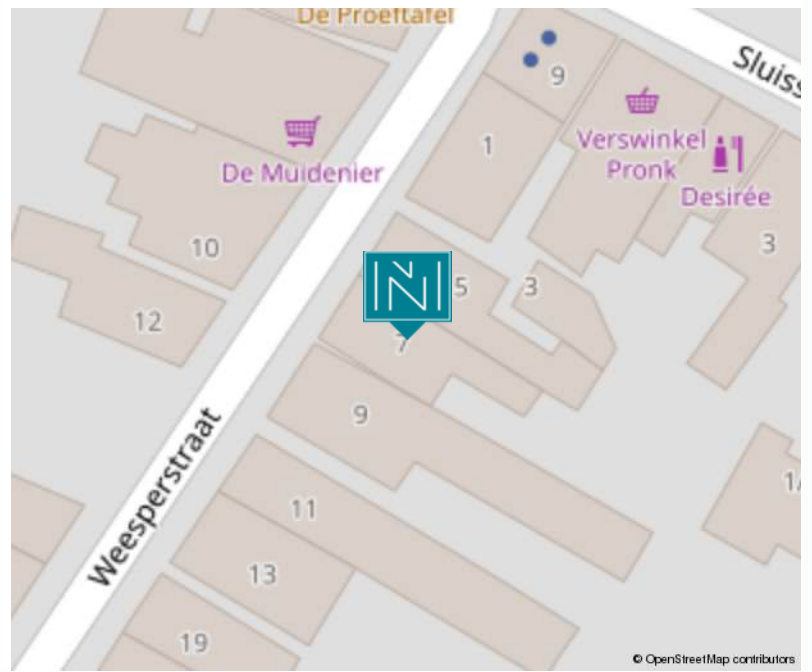 De Proeftafel
9
Sluiss
1
Verswinkel
Pronk
De Muidenier
Desirée
10
3
5
3
N
12
7
9
1/
Weesperstraat
11
13
19
© OpenStreetMap contributors